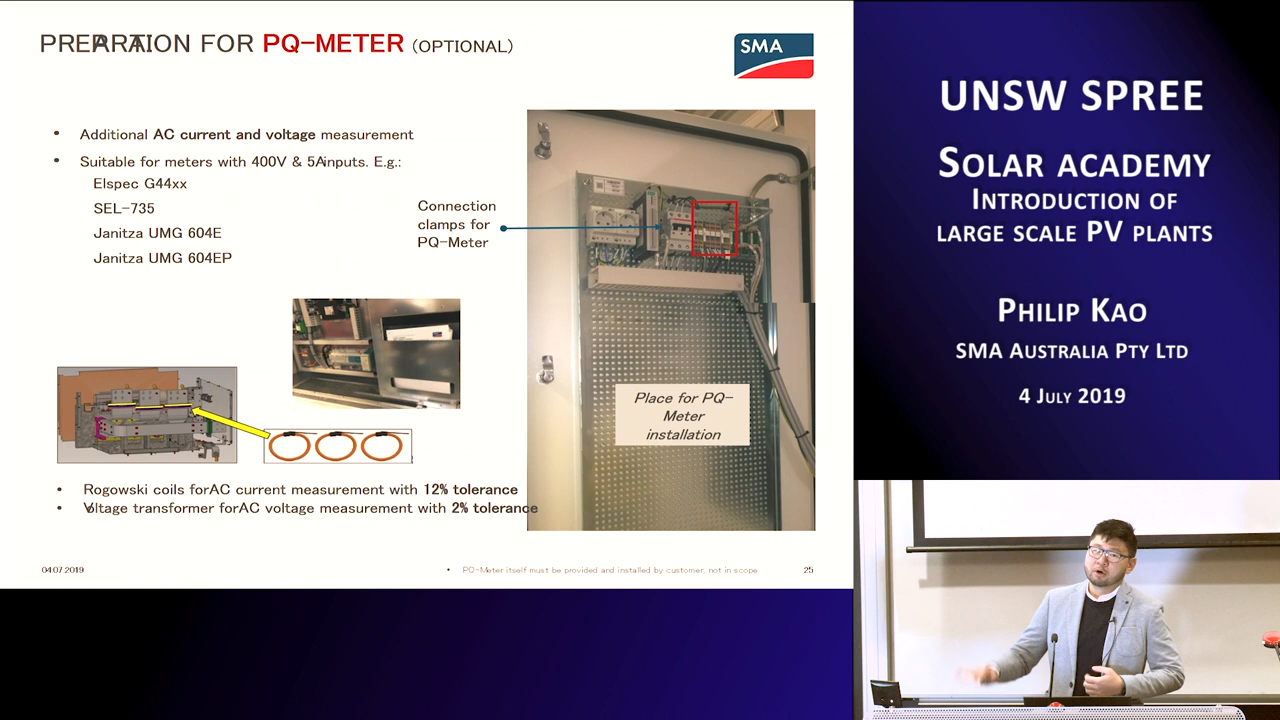 PREPARATION FOR PQ-METER (OPTIONAL)
SMA
• Additional AC current and voltage measurement
• Suitable for meters with 400V & 5A inputs. E.g.:
Elspec G44xx
SEL-735
Janitza UMG 604E
Janitza UMG 604EP
Connection
clamps for
PQ-Meter
Place for PQ-
Meter
installation
• Rogowski coils for AC current measurement with 12% tolerance
• Voltage transformer for AC voltage measurement with 2% tolerance
04.07.2019
• PQ-Meter itself must be provided and installed by customer, not in scope
25
UNSW SPREE
SOLAR ACADEMY
INTRODUCTION OF
LARGE SCALE PV PLANTS
PHILIP KAO
SMA AUSTRALIA PTY LTD
4 JULY 2019